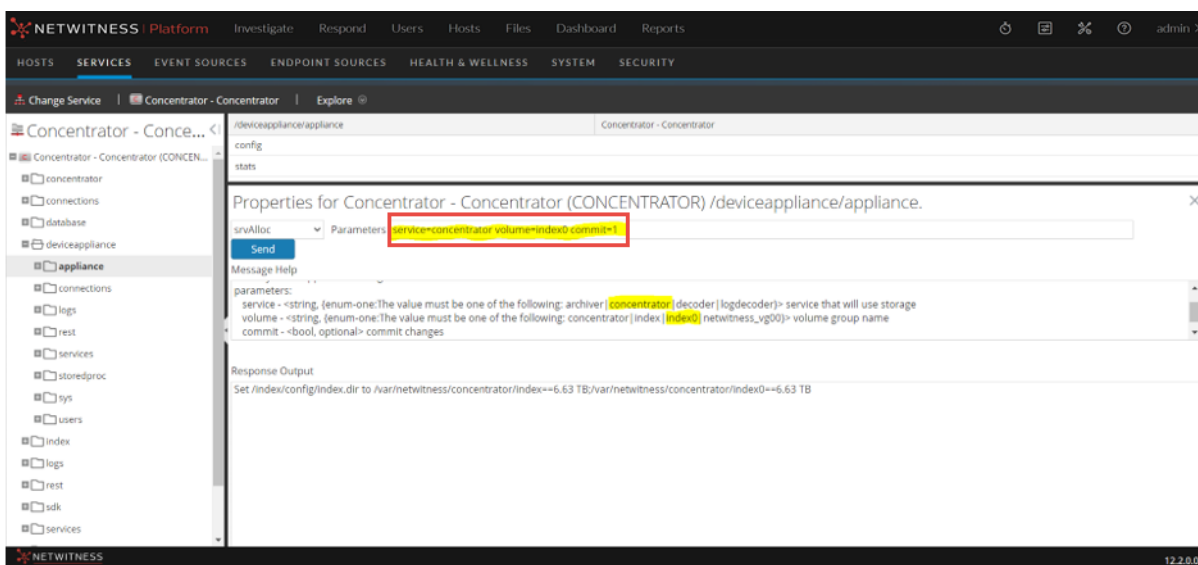 NETWITNESS | Platform Investigate Respond Users Hosts Files Dashboard Reports admin
HOSTS SERVICES EVENT SOURCES ENDPOINT SOURCES HEALTH & WELLNESS SYSTEM SECURITY
Change Service | Concentrator - Concentrator | Explore
Concentrator - Conce...
Concentrator - Concentrator (CONCEN...
concentrator
connections
database
deviceappliance
appliance
connections
logs
rest
services
storedproc
sys
users
index
logs
rest
sdk
services
/deviceappliance/appliance Concentrator - Concentrator
config
stats
Properties for Concentrator - Concentrator (CONCENTRATOR) /deviceappliance/appliance.
srvAlloc Parameters service=concentrator volume=index0 commit=1
Send
Message Help
parameters:
service - <string, {enum-one:The value must be one of the following: archiver|concentrator|decoder|logdecoder}> service that will use storage
volume - <string, {enum-one:The value must be one of the following: concentrator|index|index0|netwitness_vg00}> volume group name
commit - <bool, optional> commit changes
Response Output
Set /index/config/index.dir to /var/netwitness/concentrator/index==6.63 TB;/var/netwitness/concentrator/index0==6.63 TB
NETWITNESS 12.2.0.0